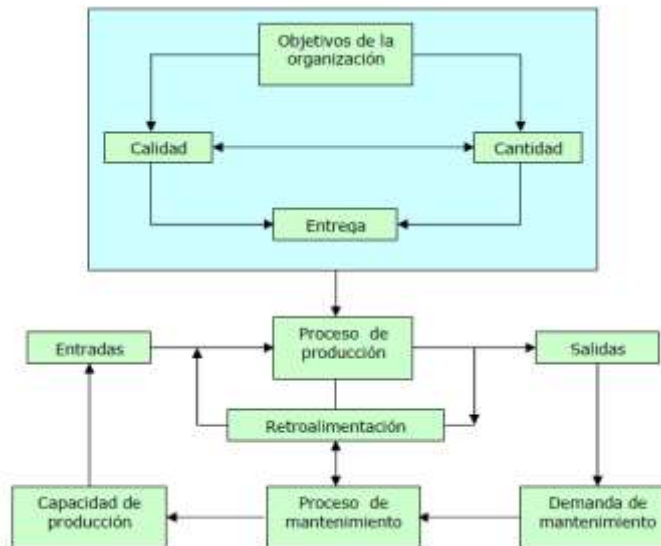 Objetivos de la
organización
Calidad
Cantidad
Entrega
Entradas
Proceso de
producción
Salidas
Retroalimentación
Capacidad de
producción
Proceso de
mantenimiento
Demanda de
mantenimiento